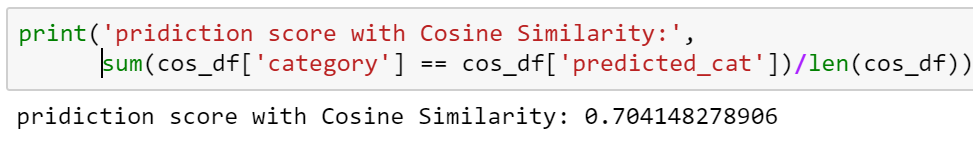 print('pridiction score with Cosine Similarity:',
sum(cos_df['category'] == cos_df['predicted_cat'])/len(cos_df))
pridiction score with Cosine Similarity: 0.704148278906